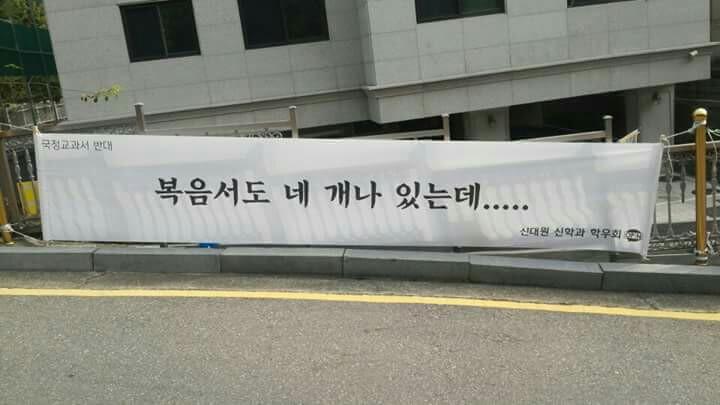 국정교과서 반대
복음서도 네 개나 있는데.....
신대원 신학과 학우회